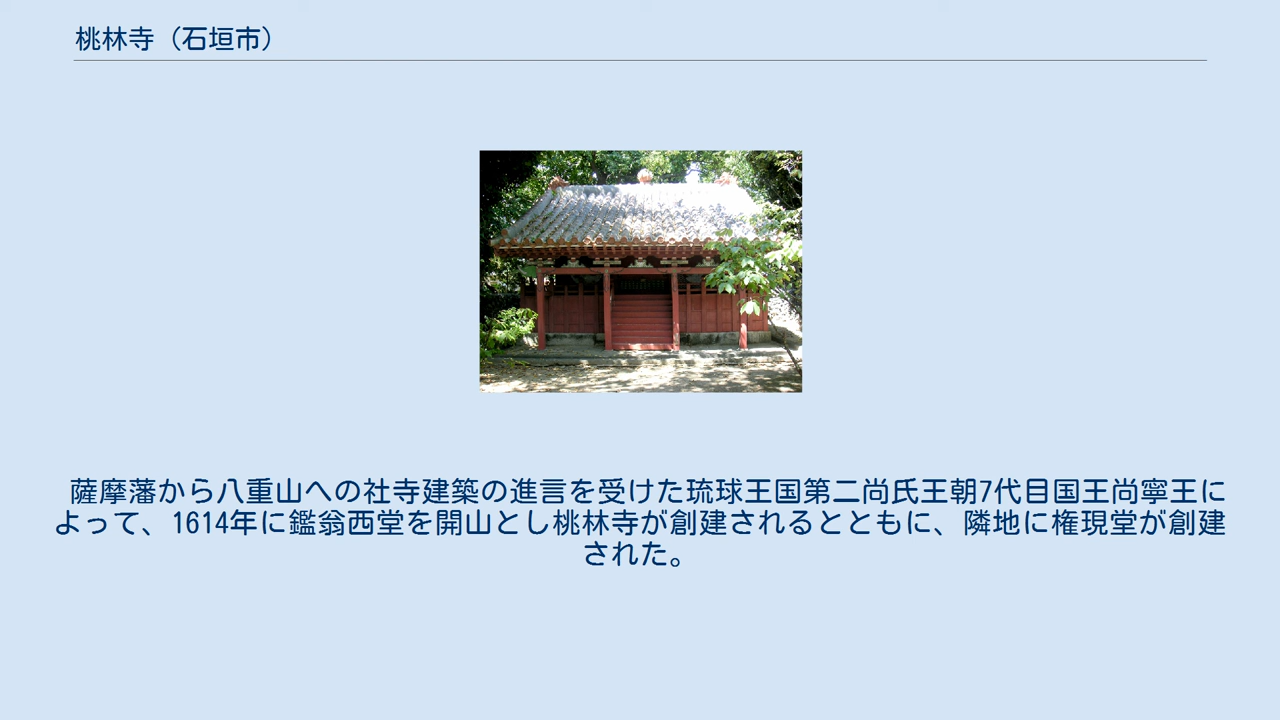 桃林寺（石垣市）
薩摩藩から八重山への社寺建築の進言を受けた琉球王国第二尚氏王朝7代目国王尚寧王に
よって、1614年に鑑翁西堂を開山とし桃林寺が創建されるとともに、隣地に権現堂が創建
された。